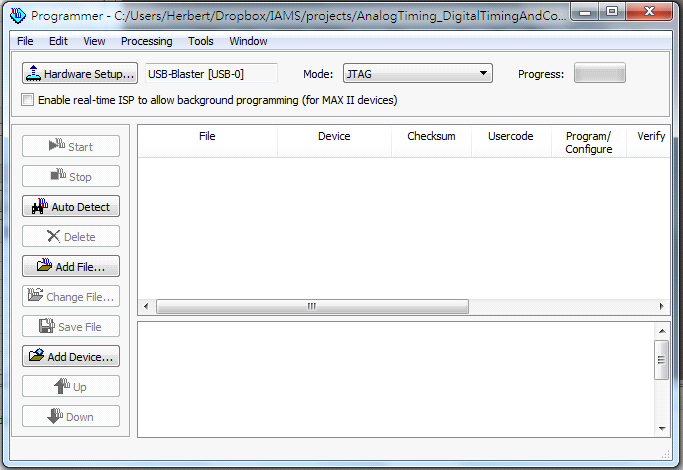 Programmer - C:/Users/Herbert/Dropbox/IAMS/projects/AnalogTiming_DigitalTimingAndCo...
File Edit View Processing Tools Window
Hardware Setup... USB-Blaster [USB-0] Mode: JTAG Progress:
Enable real-time ISP to allow background programming (for MAX II devices)
Start
Stop
Auto Detect
Delete
Add File...
Change File...
Save File
Add Device...
Up
Down
File Device Checksum Usercode Program/ Verify
Configure